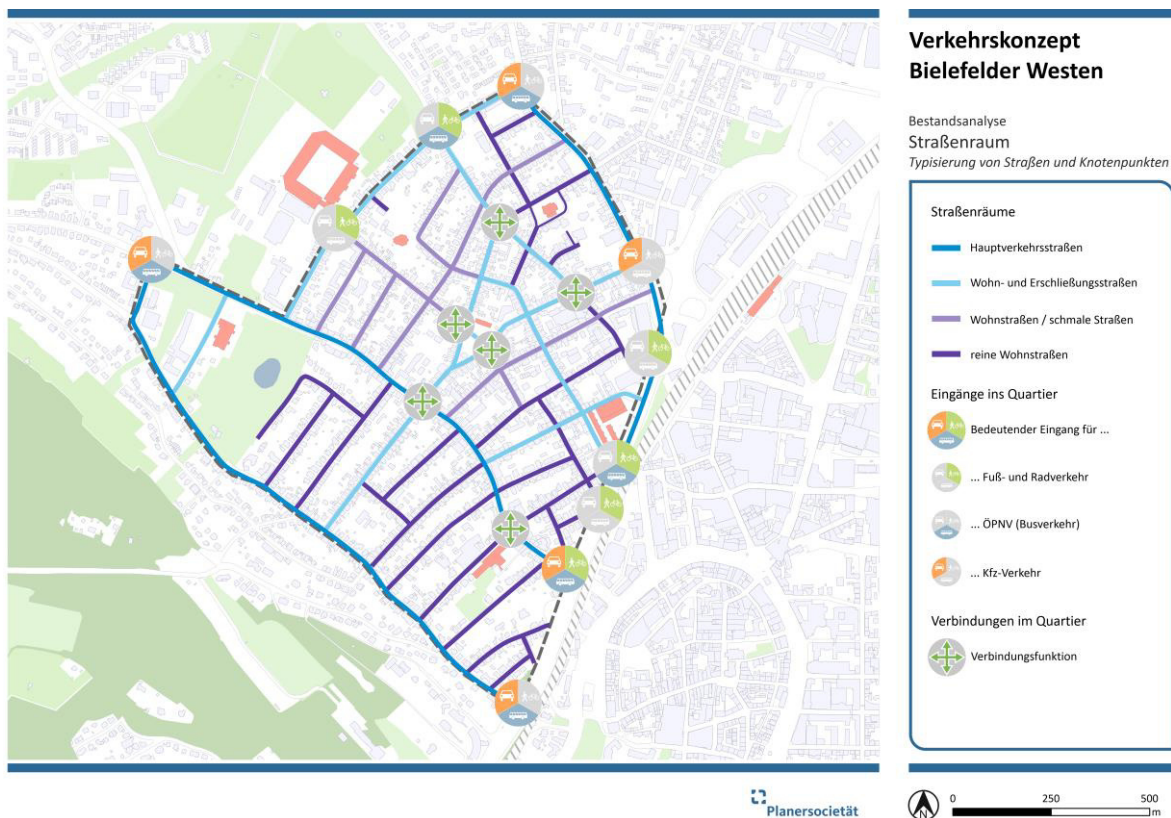 Verkehrskonzept
Bielefelder Westen
Bestandsanalyse
Straßenraum
Typisierung von Straßen und Knotenpunkten
Straßenräume
Hauptverkehrsstraßen
Wohn- und Erschließungsstraßen
Wohnstraßen / schmale Straßen
reine Wohnstraßen
Eingänge ins Quartier
Bedeutender Eingang für ...
... Fuß- und Radverkehr
... ÖPNV (Busverkehr)
... Kfz-Verkehr
Verbindungen im Quartier
Verbindungsfunktion
Planersocietät
N
0 250 500
m